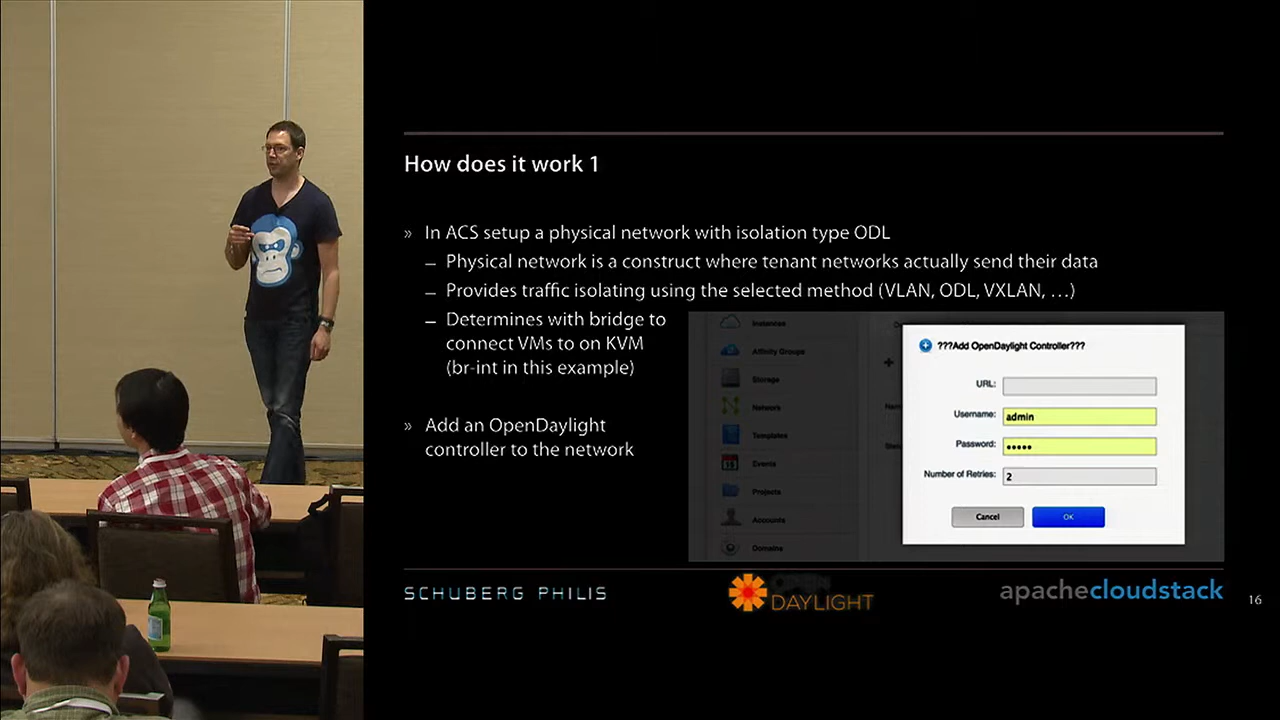 How does it work 1
» In ACS setup a physical network with isolation type ODL
– Physical network is a construct where tenant networks actually send their data
– Provides traffic isolating using the selected method (VLAN, ODL, VXLAN, …)
– Determines with bridge to
connect VMs to on KVM
(br-int in this example)
» Add an OpenDaylight
controller to the network
Instances
Affinity Groups
Storage
Network
Templates
Events
Projects
Accounts
Domains
???Add OpenDaylight Controller???
URL:
Username: admin
Password: •••••
Number of Retries: 2
Cancel OK
SCHUBERG PHILIS
OPEN
DAYLIGHT
apachecloudstack
16